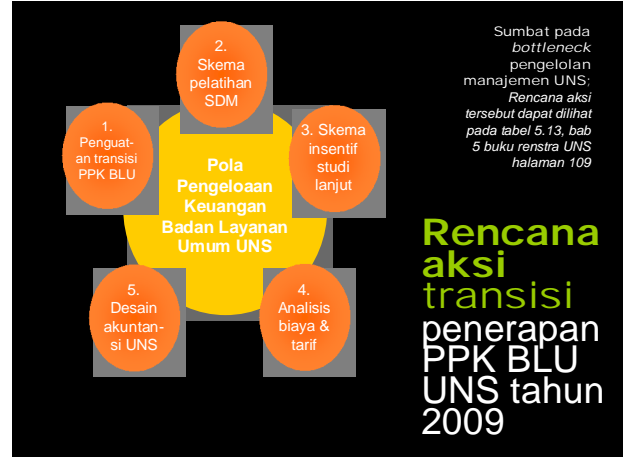 1.
Penguat-
an transisi
PPK BLU
2.
Skema
pelatihan
SDM
3. Skema
insentif
studi
lanjut
4.
Analisis
biaya &
tarif
5.
Desain
akuntan-
si UNS
Pola
Pengeloaan
Keuangan
Badan Layanan
Umum UNS
Sumbat pada
bottleneck
pengelolan
manajemen UNS;
Rencana aksi
tersebut dapat dilihat
pada tabel 5.13, bab
5 buku renstra UNS
halaman 109
Rencana
aksi
transisi
penerapan
PPK BLU
UNS tahun
2009